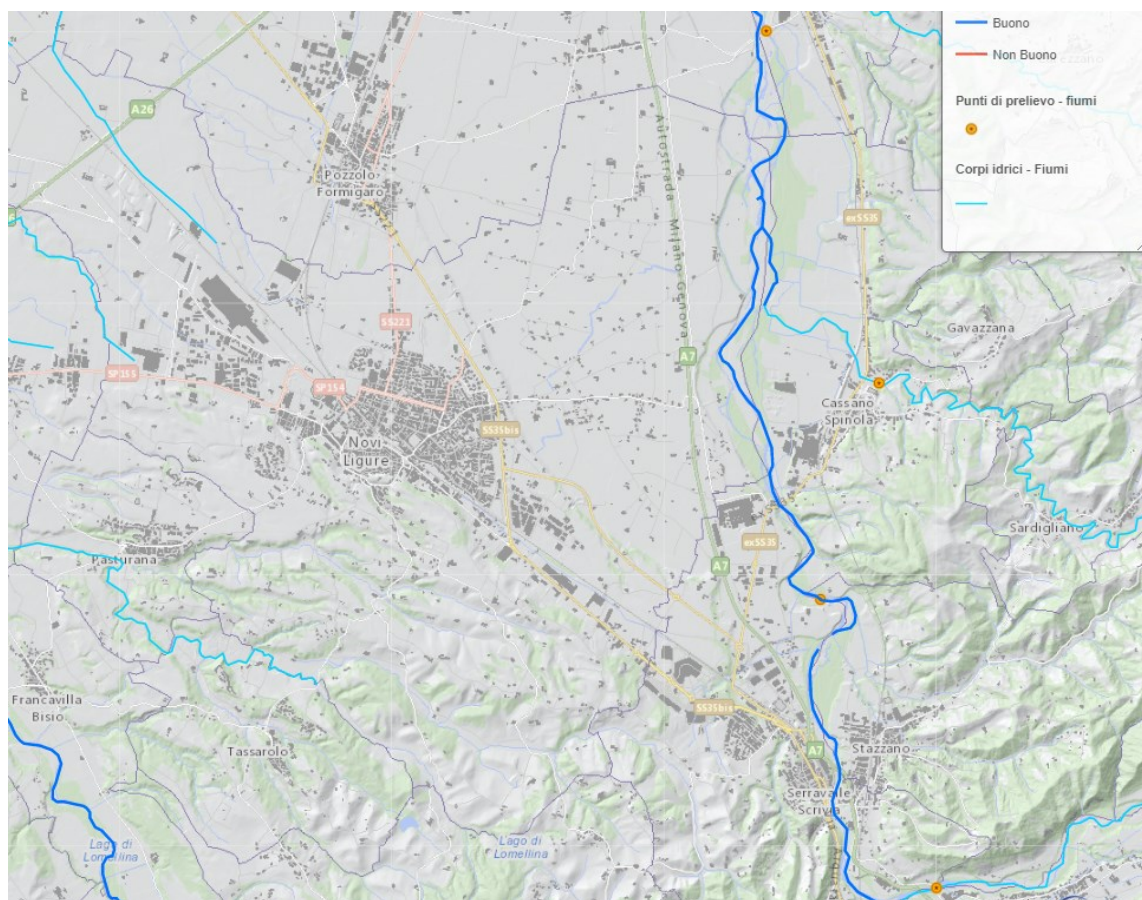 Buono
Non Buono
Punti di prelievo - fiumi
Corpi idrici - Fiumi
A26
Pozzolo
Formigaro
Autostrada Milano-Genova
exSS35
Gavazzana
SS221
A7
SP155
SP154
Cassano
Spinola
SS35bis
Novi
Ligure
Sardigliano
exSS35
Pasturana
A7
Francavilla
Bisio
SS35bis
Tassarolo
A7
Stazzano
Serravalle
Scrivia
Lago di
Lomellina
Lago di
Lomellina